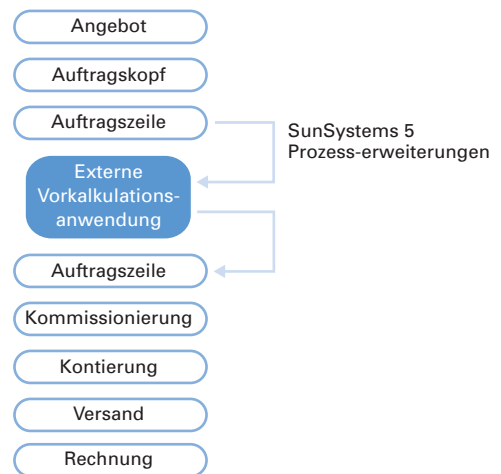 Angebot
Auftragskopf
Auftragszeile
SunSystems 5
Prozess-erweiterungen
Externe
Vorkalkulations-
anwendung
Auftragszeile
Kommissionierung
Kontierung
Versand
Rechnung